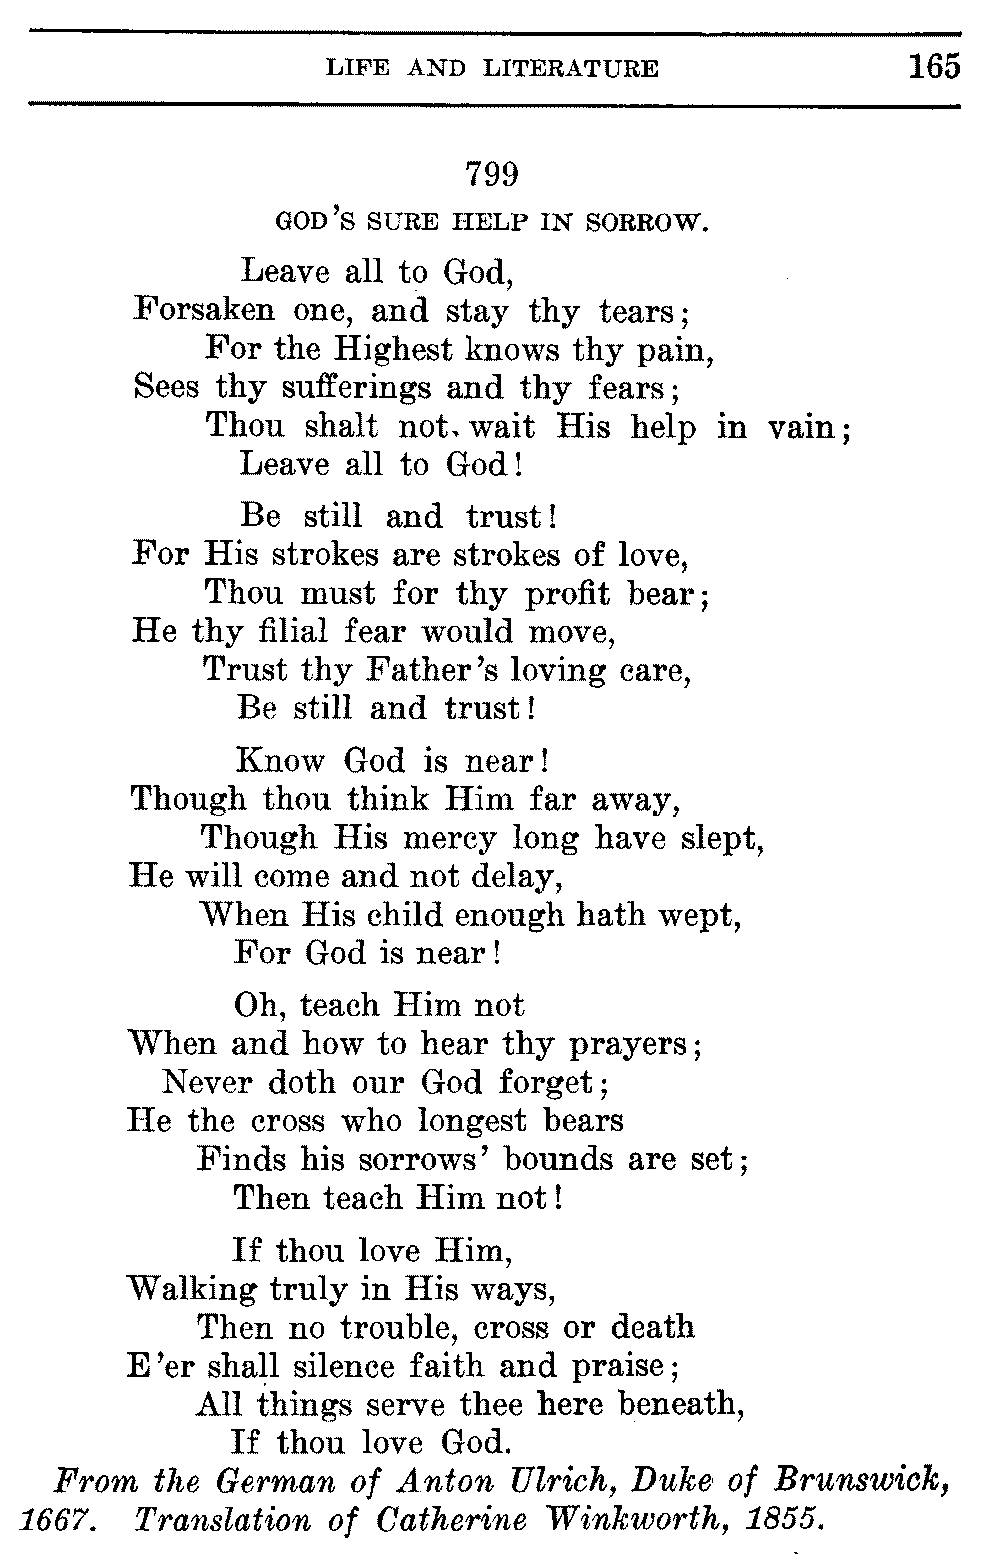 LIFE AND LITERATURE 165
799
GOD'S SURE HELP IN SORROW.
Leave all to God,
Forsaken one, and stay thy tears;
For the Highest knows thy pain,
Sees thy sufferings and thy fears;
Thou shalt not wait His help in vain;
Leave all to God!
Be still and trust!
For His strokes are strokes of love,
Thou must for thy profit bear;
He thy filial fear would move,
Trust thy Father's loving care,
Be still and trust!
Know God is near!
Though thou think Him far away,
Though His mercy long have slept,
He will come and not delay,
When His child enough hath wept,
For God is near!
Oh, teach Him not
When and how to hear thy prayers;
Never doth our God forget;
He the cross who longest bears
Finds his sorrows' bounds are set;
Then teach Him not!
If thou love Him,
Walking truly in His ways,
Then no trouble, cross or death
E'er shall silence faith and praise;
All things serve thee here beneath,
If thou love God.
From the German of Anton Ulrich, Duke of Brunswick,
1667. Translation of Catherine Winkworth, 1855.